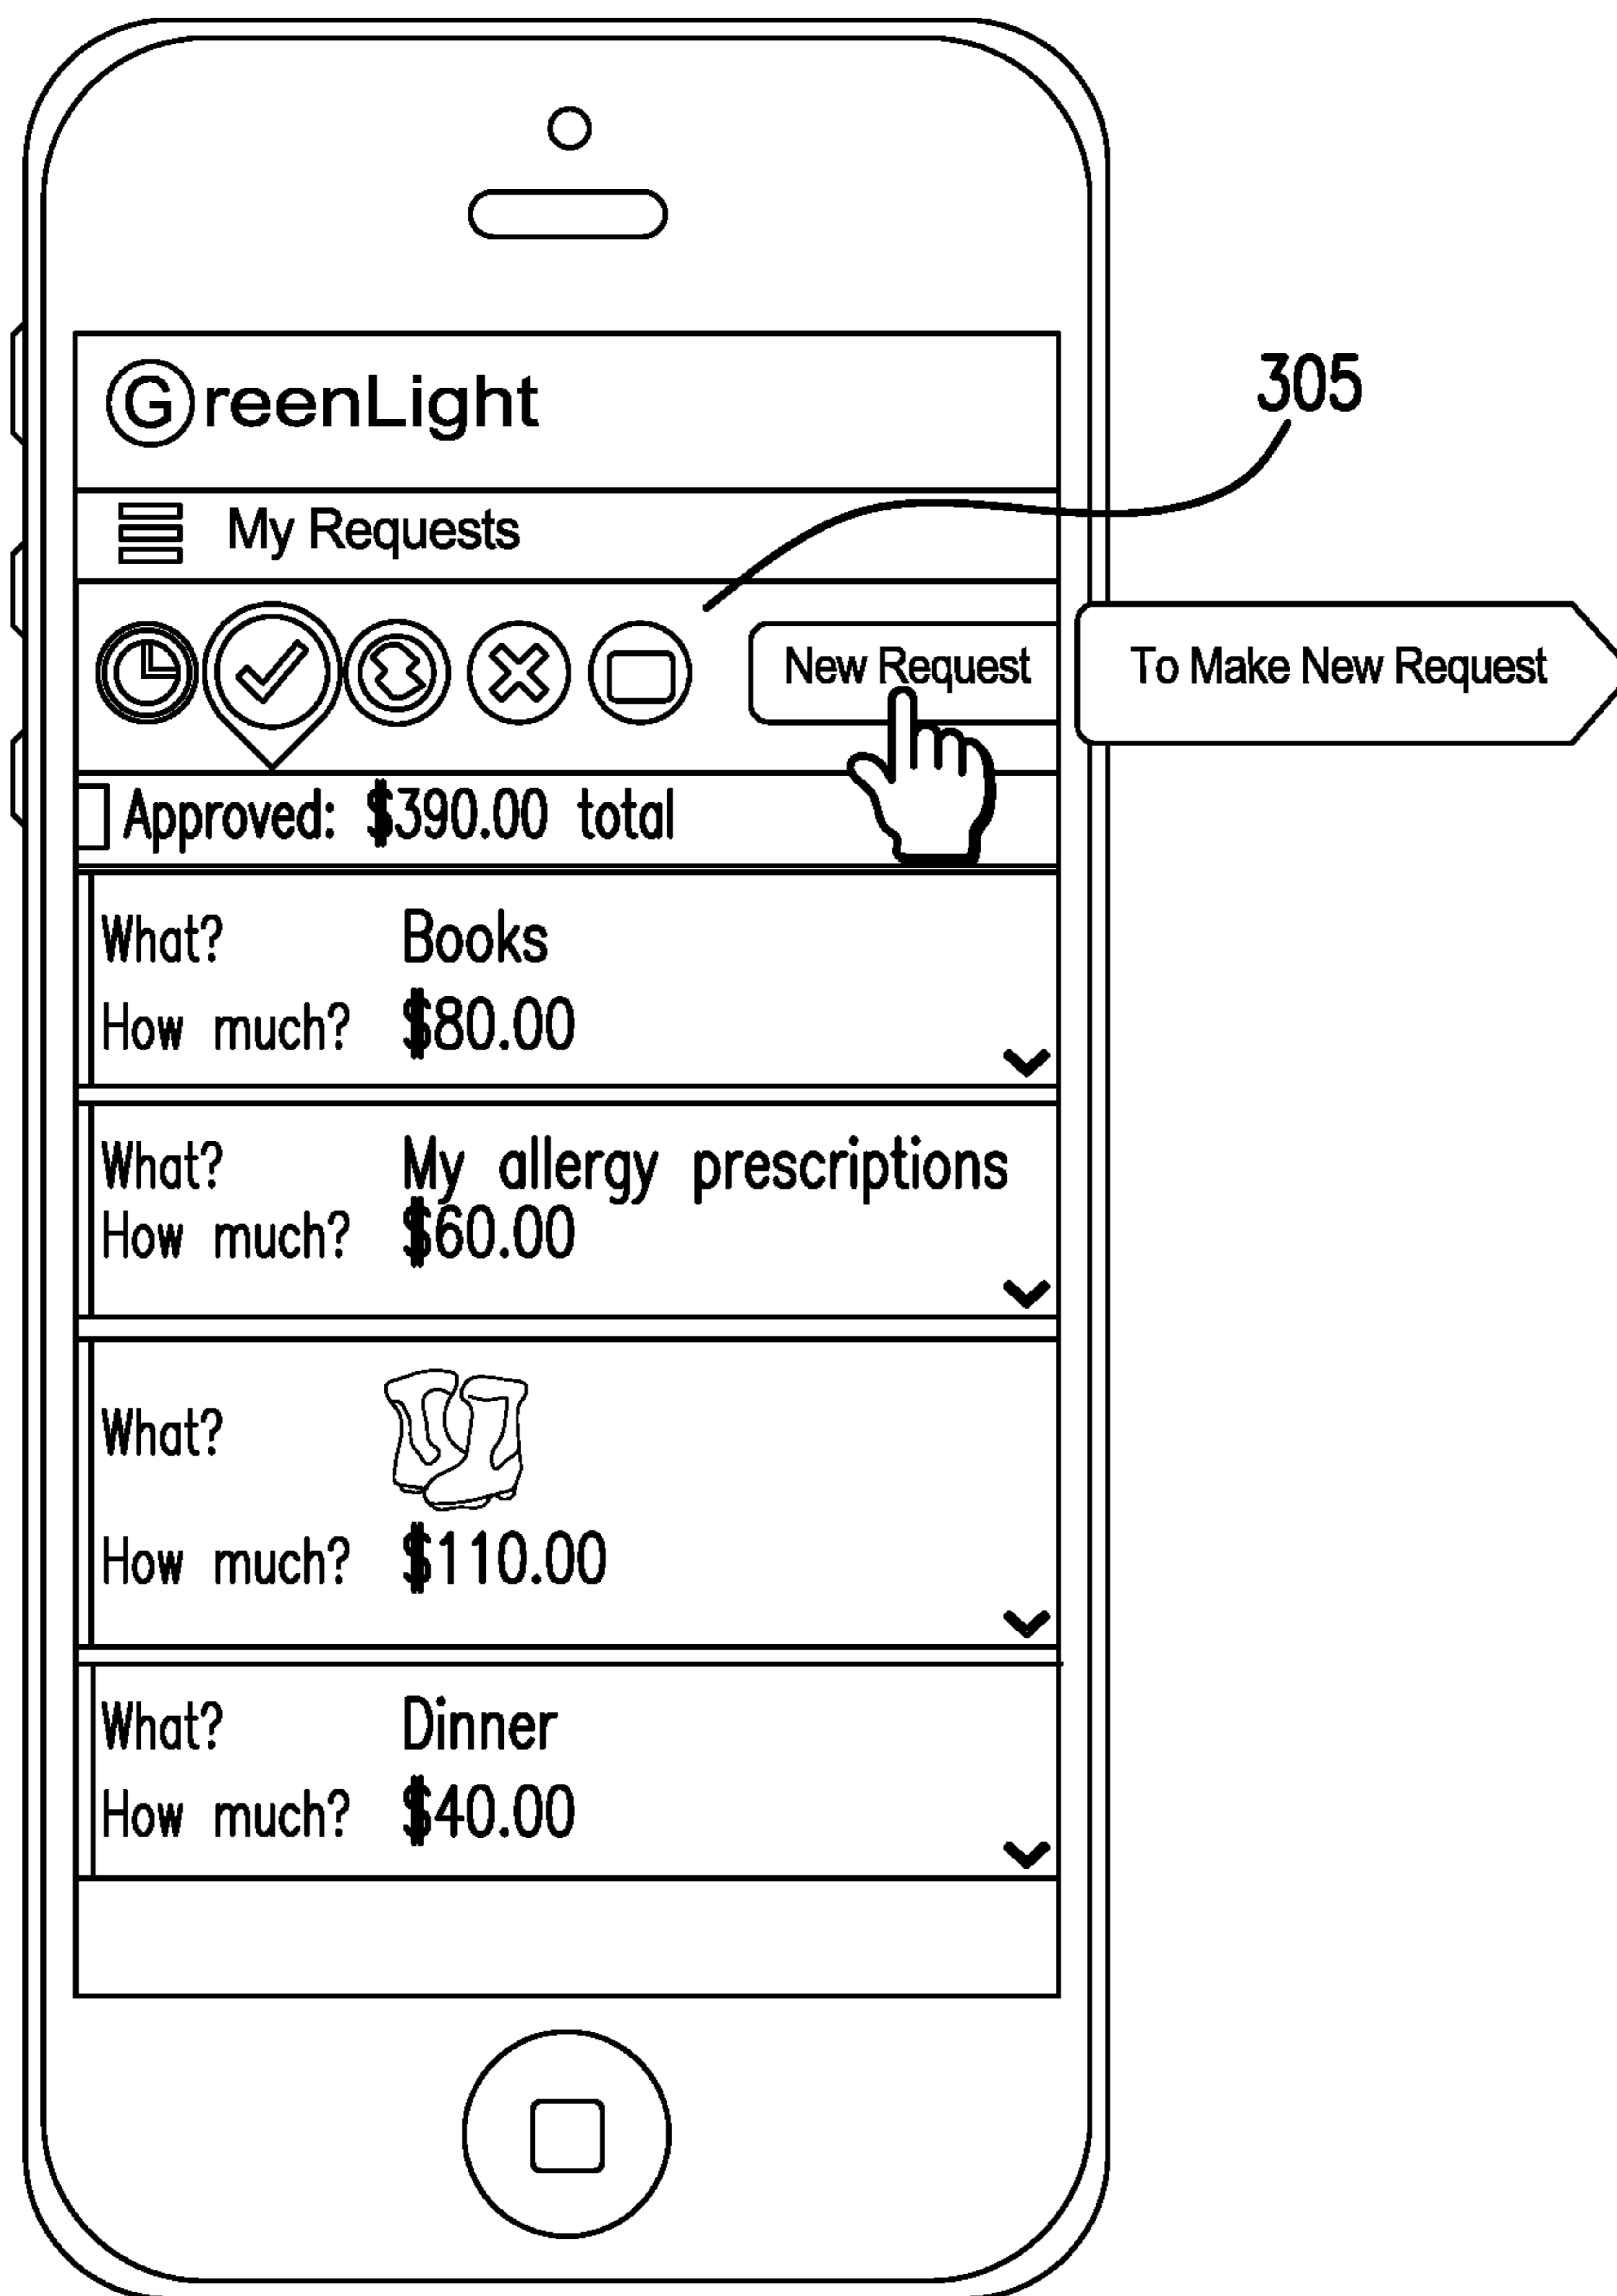 GreenLight
305
My Requests
New Request
To Make New Request
Approved: $390.00 total
What? Books
How much? $80.00
What? My allergy prescriptions
How much? $60.00
What?
How much? $110.00
What? Dinner
How much? $40.00